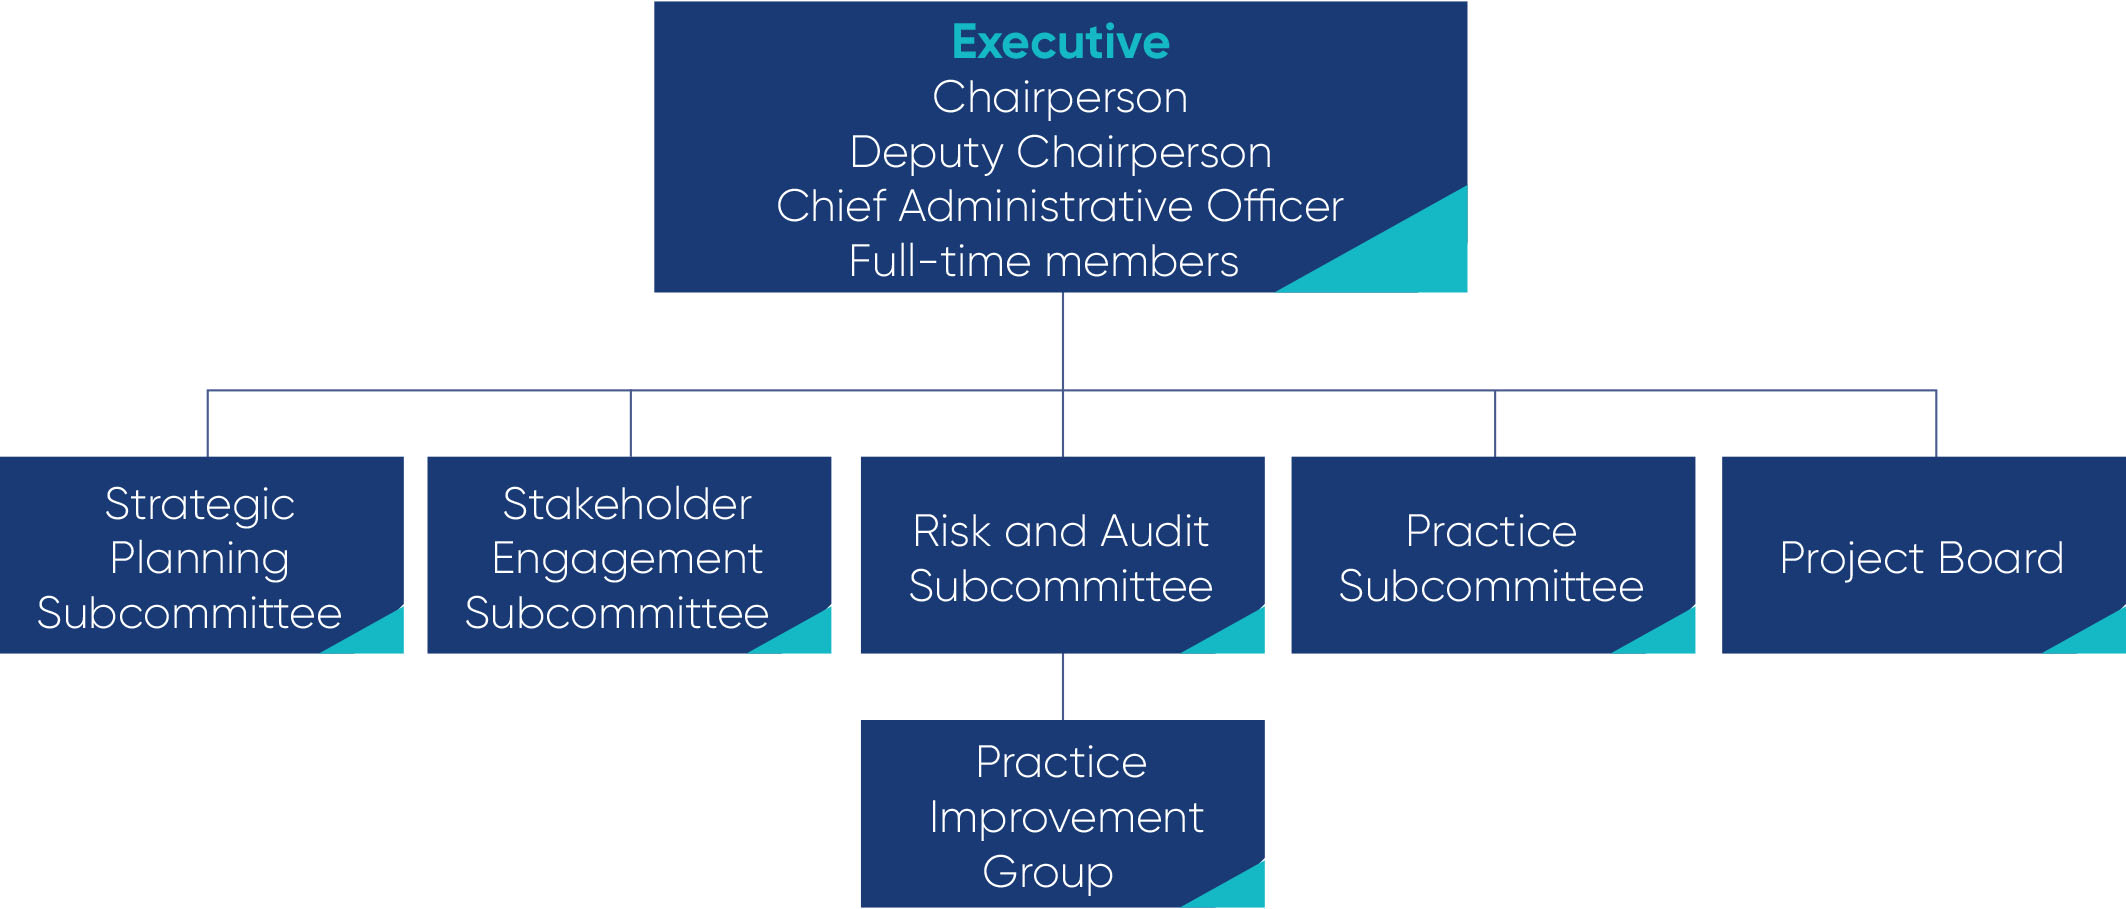 Executive
Chairperson
Deputy Chairperson
Chief Administrative Officer
Full-time members
Strategic
Planning
Subcommittee
Stakeholder
Engagement
Subcommittee
Risk and Audit
Subcommittee
Practice
Subcommittee
Project Board
Practice
Improvement
Group